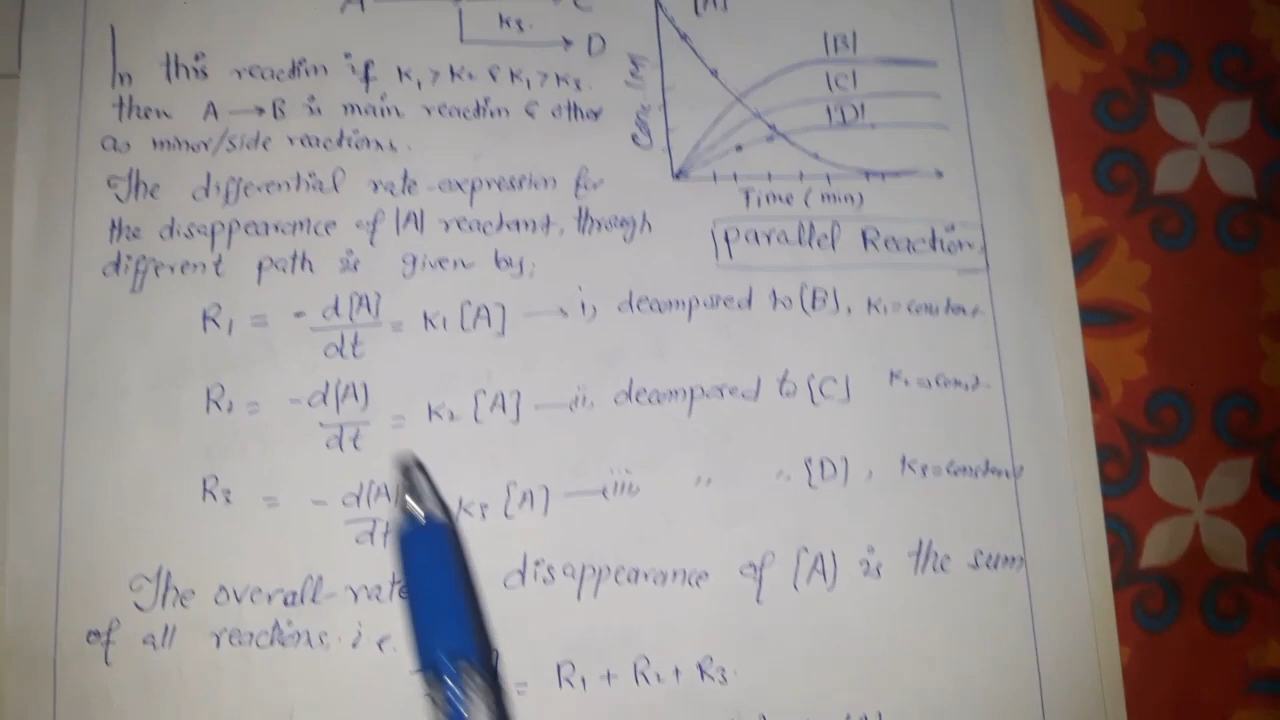 K3
D
In this reaction if K1 > K2 & K1 > K3.
then A → B is main reaction & other
as minor/side reactions.
The differential rate expression for
the disappearance of [A] reactant, through
different path is given by;
[A]
[B]
[C]
[D]
Time (min)
parallel Reaction.
R1 = - d[A]/dt = K1 [A] — i, decomposed to [B], K1 = constant
R2 = - d[A]/dt = K2 [A] — ii, decomposed to [C] K2 = const.
R3 = - d[A]/dt K3 [A] — iii ,, ,, [D], K3 = constant
The overall rate disappearance of [A] is the sum
of all reactions, i.e.
= R1 + R2 + R3.